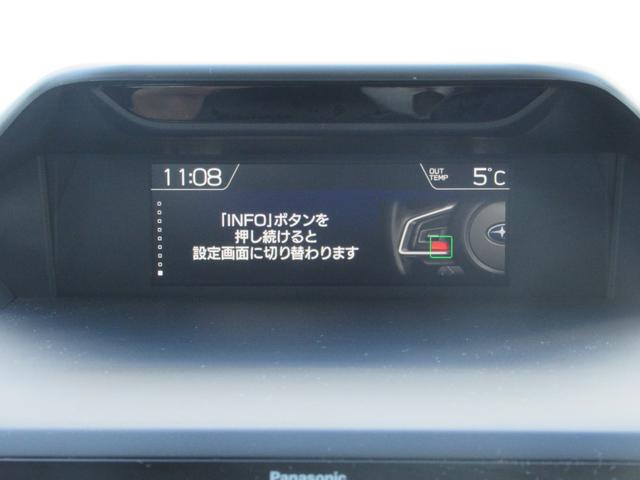 11:08
OUT
TEMP
5°C
「INFO」ボタンを
押し続けると
設定画面に切り替わります
Panasonic